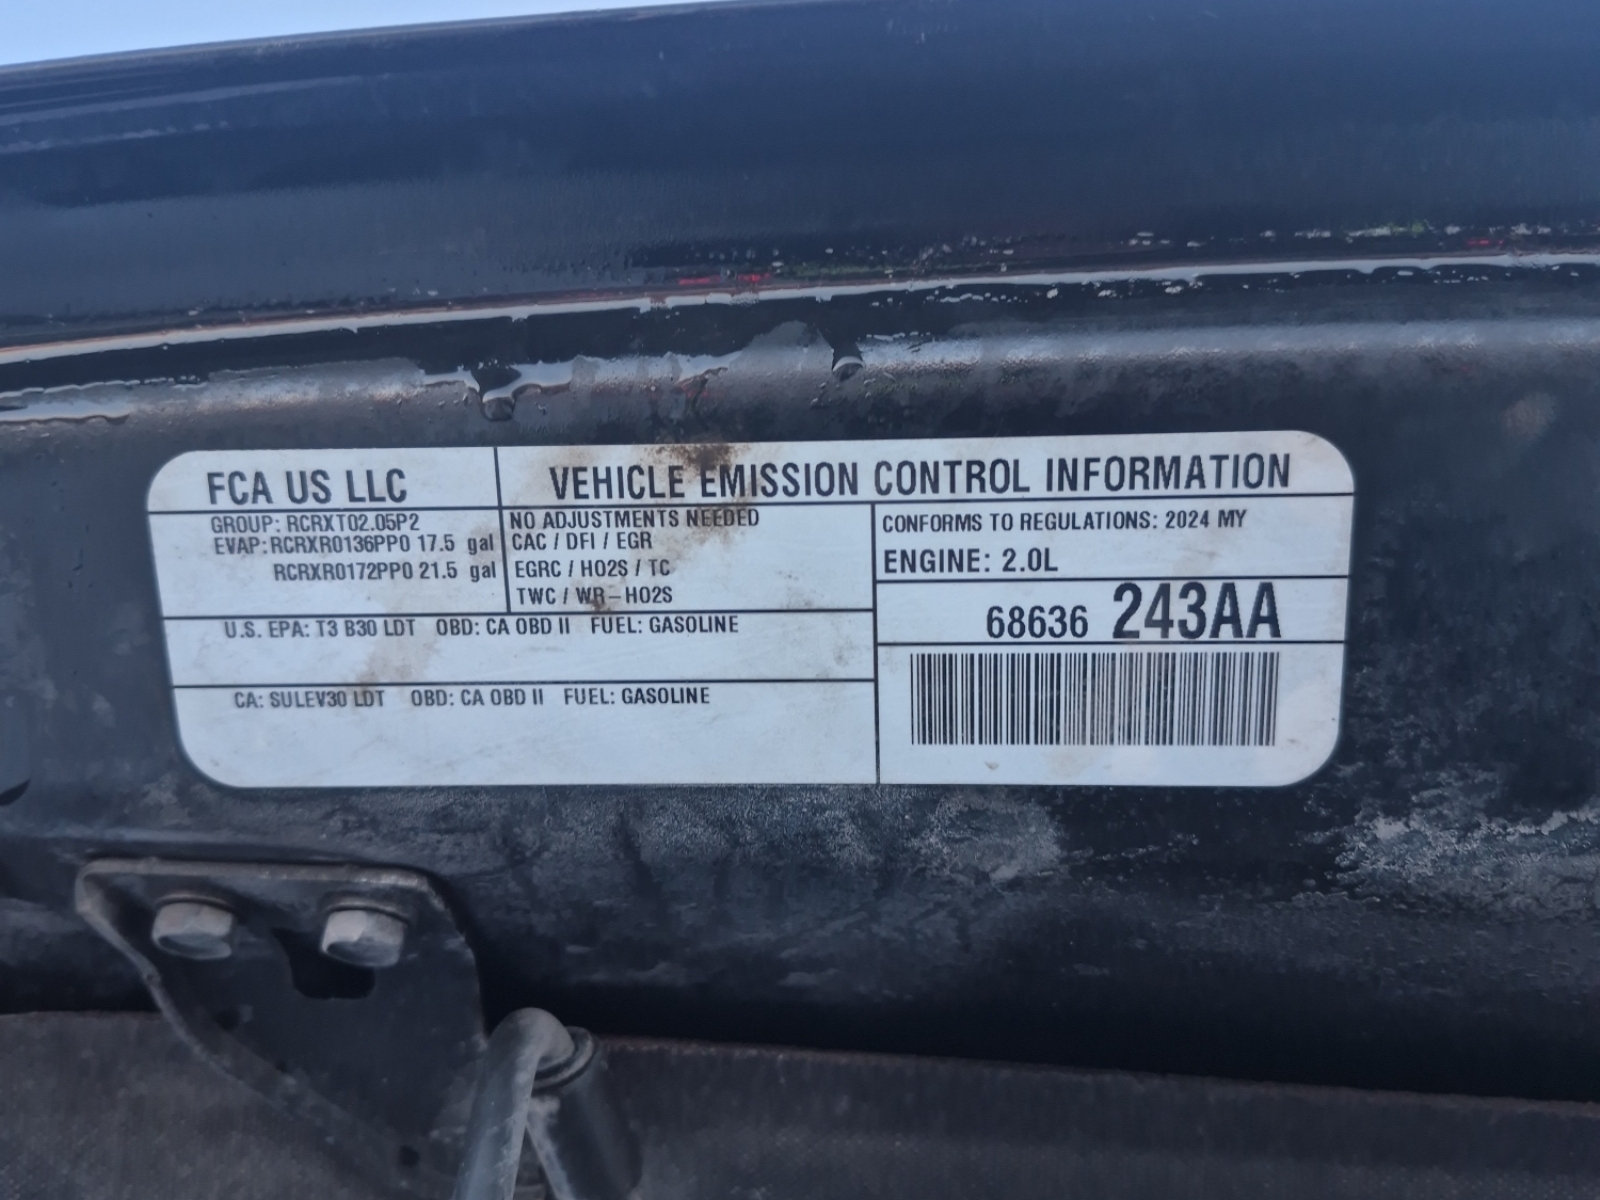 FCA US LLC
VEHICLE EMISSION CONTROL INFORMATION
GROUP: RCRXT02.05P2
EVAP: RCRXR0136PP0 17.5 gal
RCRXR0172PP0 21.5 gal
NO ADJUSTMENTS NEEDED
CAC / DFI / EGR
EGRC / HO2S / TC
TWC / WR-HO2S
CONFORMS TO REGULATIONS: 2024 MY
ENGINE: 2.0L
68636 243AA
U.S. EPA: T3 B30 LDT OBD: CA OBD II FUEL: GASOLINE
CA: SULEV30 LDT OBD: CA OBD II FUEL: GASOLINE